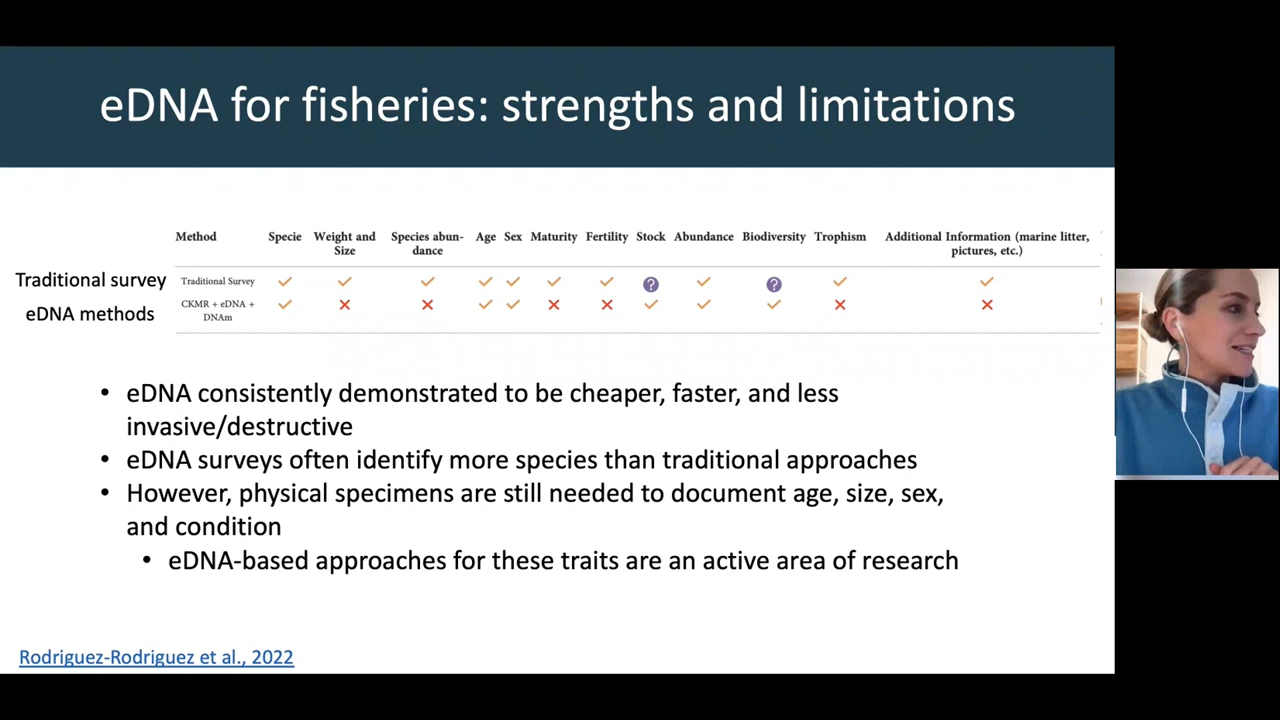 eDNA for fisheries: strengths and limitations
Method Specie Weight and Size Species abun-dance Age Sex Maturity Fertility Stock Abundance Biodiversity Trophism Additional Information (marine litter, pictures, etc.)
Traditional survey Traditional Survey ✓ ✓ ✓ ✓ ✓ ✓ ✓ ? ✓ ? ✓ ✓
eDNA methods CKMR + eDNA + DNAm ✓ ✗ ✗ ✓ ✓ ✗ ✗ ✓ ✓ ✓ ✗ ✗
• eDNA consistently demonstrated to be cheaper, faster, and less
invasive/destructive
• eDNA surveys often identify more species than traditional approaches
• However, physical specimens are still needed to document age, size, sex,
and condition
• eDNA-based approaches for these traits are an active area of research
Rodriguez-Rodriguez et al., 2022